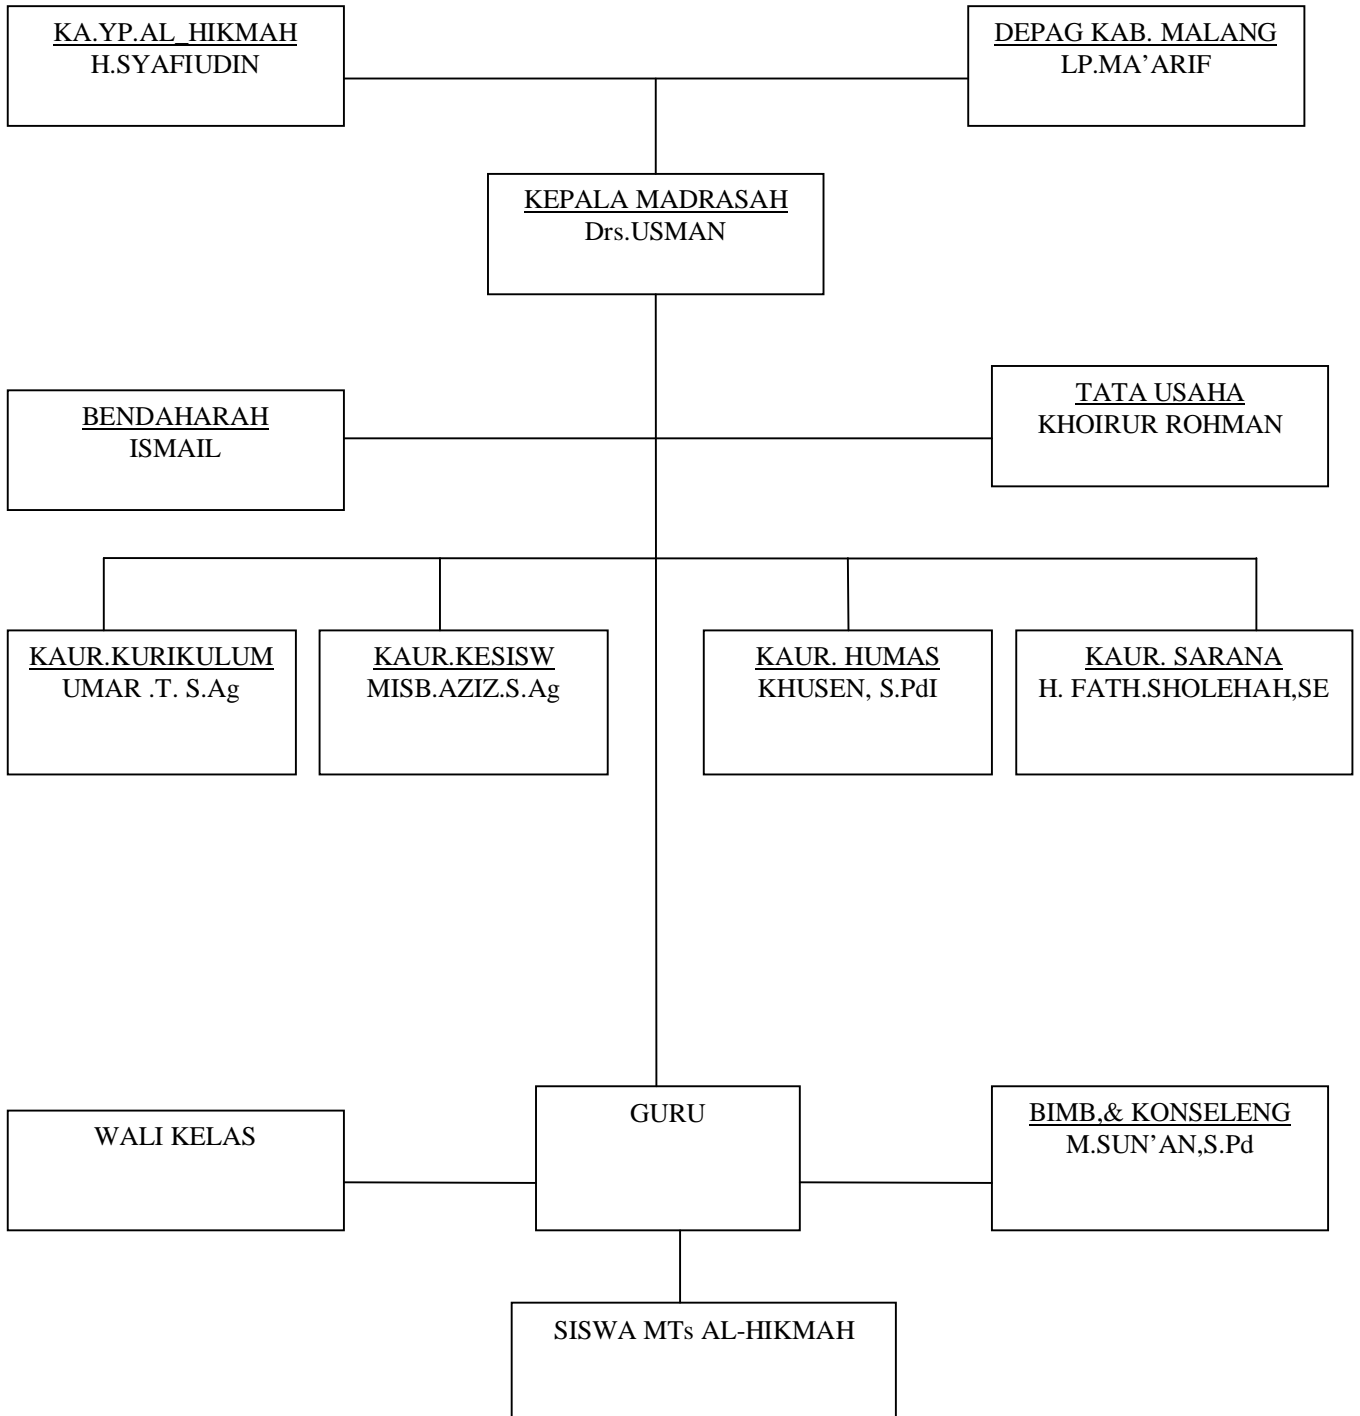 KA.YP.AL_HIKMAH
H.SYAFIUDIN
DEPAG KAB. MALANG
LP.MA’ARIF
KEPALA MADRASAH
Drs.USMAN
BENDAHARAH
ISMAIL
TATA USAHA
KHOIRUR ROHMAN
KAUR.KURIKULUM
UMAR .T. S.Ag
KAUR.KESISW
MISB.AZIZ.S.Ag
KAUR. HUMAS
KHUSEN, S.PdI
KAUR. SARANA
H. FATH.SHOLEHAH,SE
WALI KELAS
GURU
BIMB,& KONSELENG
M.SUN’AN,S.Pd
SISWA MTs AL-HIKMAH